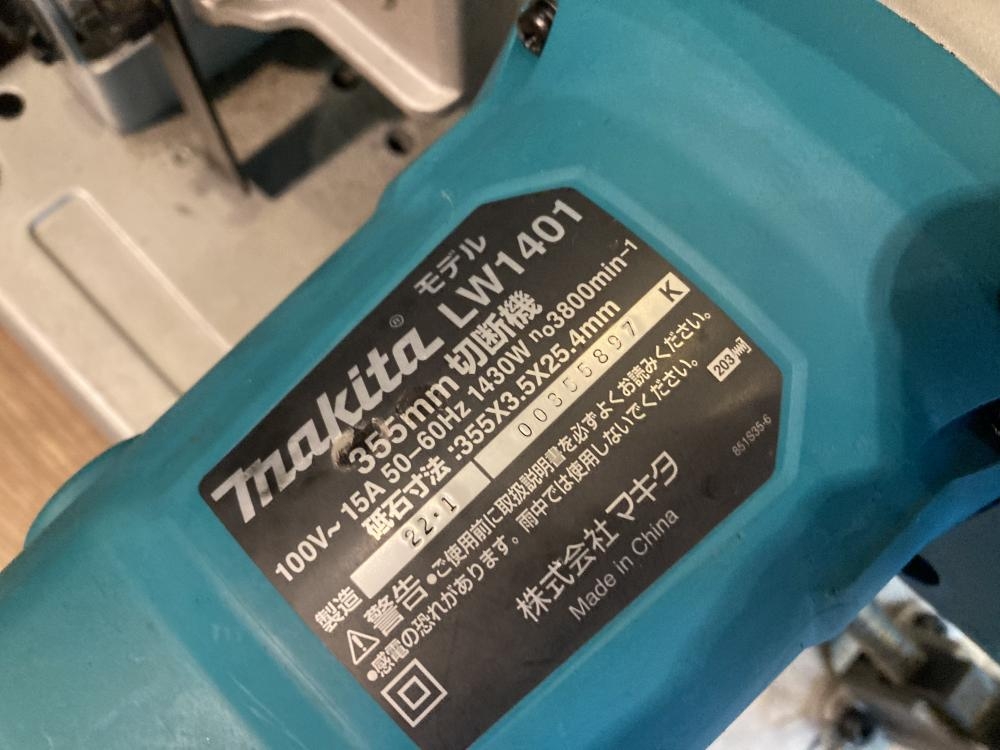 モデル
makita® LW1401
355mm 切断機
100V～ 15A 50–60Hz 1430W n₀3800min⁻¹
砥石寸法：355X3.5X25.4mm
製造 22・1 00355897 K
警告 ●ご使用前に取扱説明書を必ずよくお読みください。
●感電の恐れがあります。雨中では使用しないでください。
203
株式会社 マキタ
851S35-6
Made in China